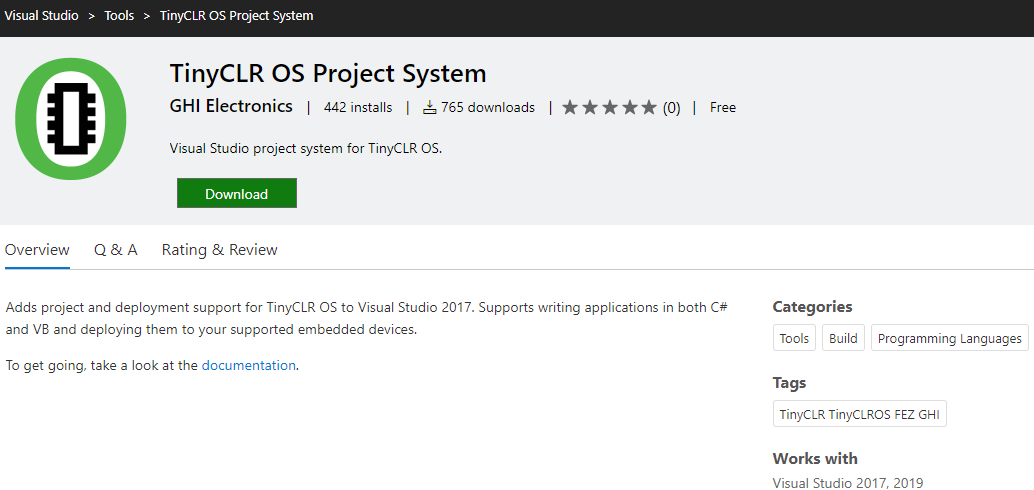 Visual Studio > Tools > TinyCLR OS Project System
TinyCLR OS Project System
GHI Electronics | 442 installs | 765 downloads | (0) | Free
Visual Studio project system for TinyCLR OS.
Download
Overview Q & A Rating & Review
Adds project and deployment support for TinyCLR OS to Visual Studio 2017. Supports writing applications in both C#
and VB and deploying them to your supported embedded devices.
To get going, take a look at the documentation.
Categories
Tools Build Programming Languages
Tags
TinyCLR TinyCLROS FEZ GHI
Works with
Visual Studio 2017, 2019